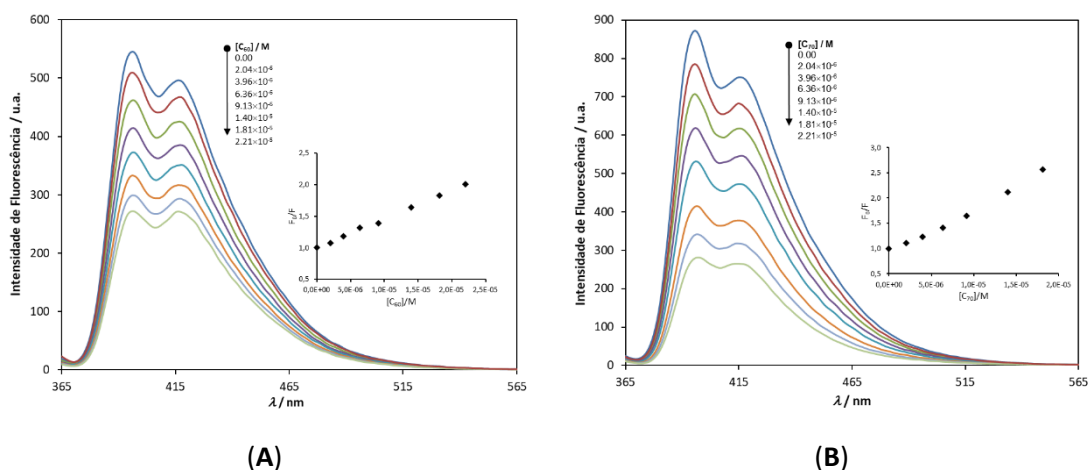 600
500
400
300
200
100
0
365
415
465
515
565
Intensidade de Fluorescência / u.a.
λ / nm
[C60] / M
0.00
2.04×10-6
3.96×10-6
6.36×10-6
9.13×10-6
1.40×10-5
1.81×10-5
2.21×10-5
2,5
2,0
1,5
1,0
0,5
F0/F
0,0E+00
5,0E-06
1,0E-05
1,5E-05
2,0E-05
2,5E-05
[C60]/M
(A)
900
800
700
600
500
400
300
200
100
0
365
415
465
515
565
Intensidade de Fluorescência / u.a.
λ / nm
[C70] / M
0.00
2.04×10-6
3.96×10-6
6.36×10-6
9.13×10-6
1.40×10-5
1.81×10-5
2.21×10-5
3,0
2,5
2,0
1,5
1,0
0,5
F0/F
0,0E+00
5,0E-06
1,0E-05
1,5E-05
2,0E-05
[C70]/M
(B)